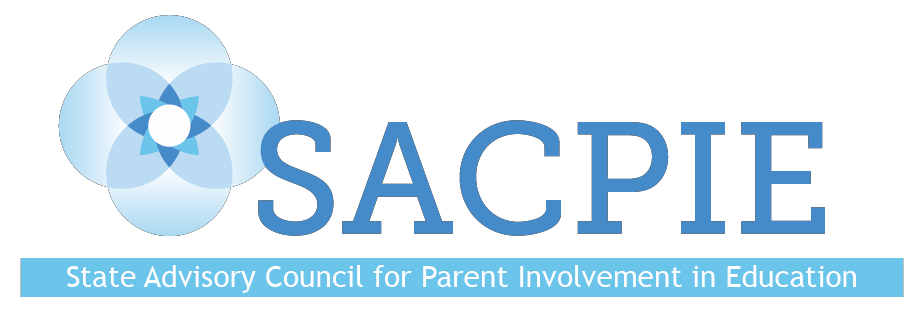 SACPIE
State Advisory Council for Parent Involvement in Education